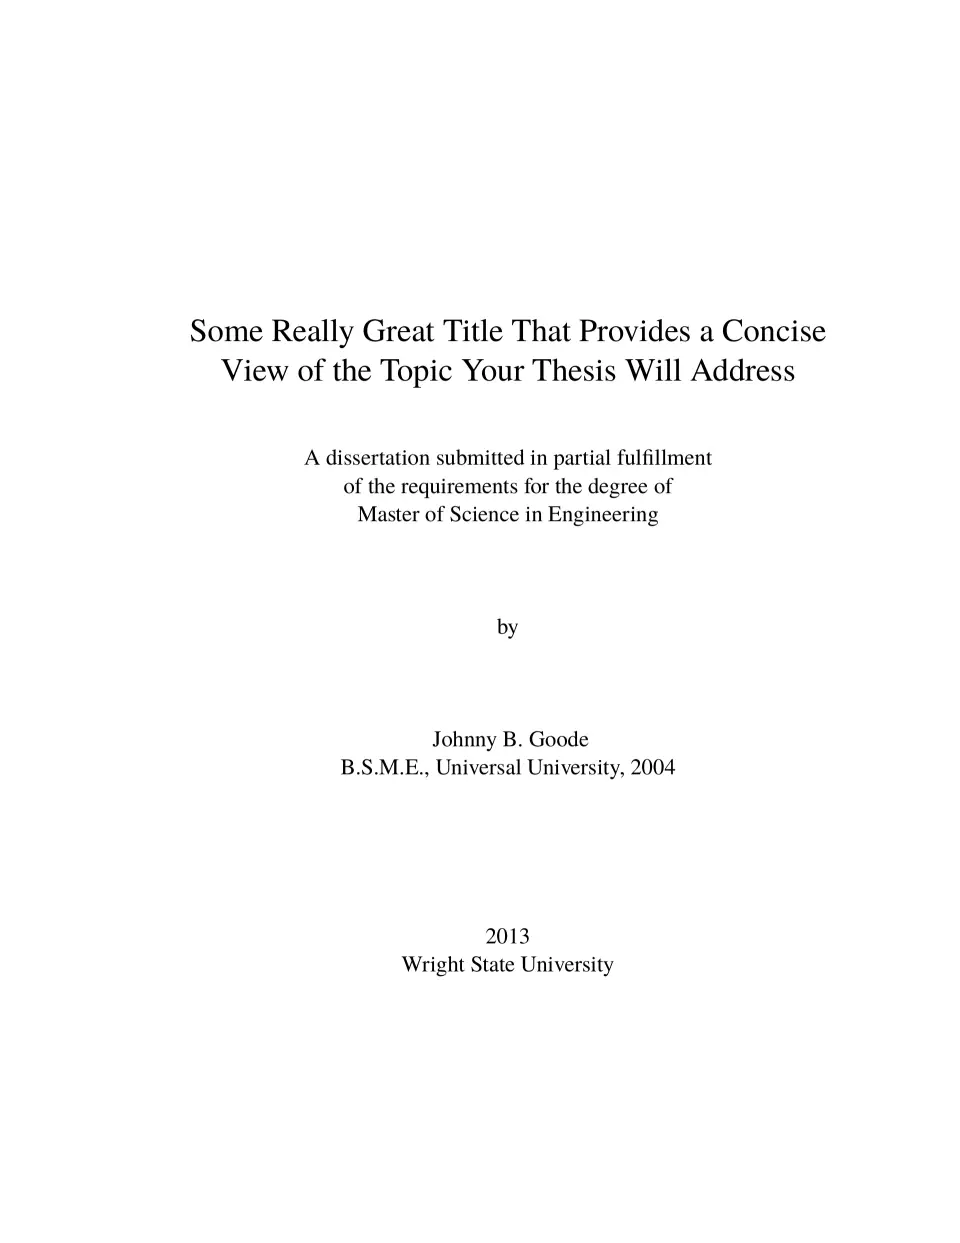 Some Really Great Title That Provides a Concise
View of the Topic Your Thesis Will Address
A dissertation submitted in partial fulfillment
of the requirements for the degree of
Master of Science in Engineering
by
Johnny B. Goode
B.S.M.E., Universal University, 2004
2013
Wright State University